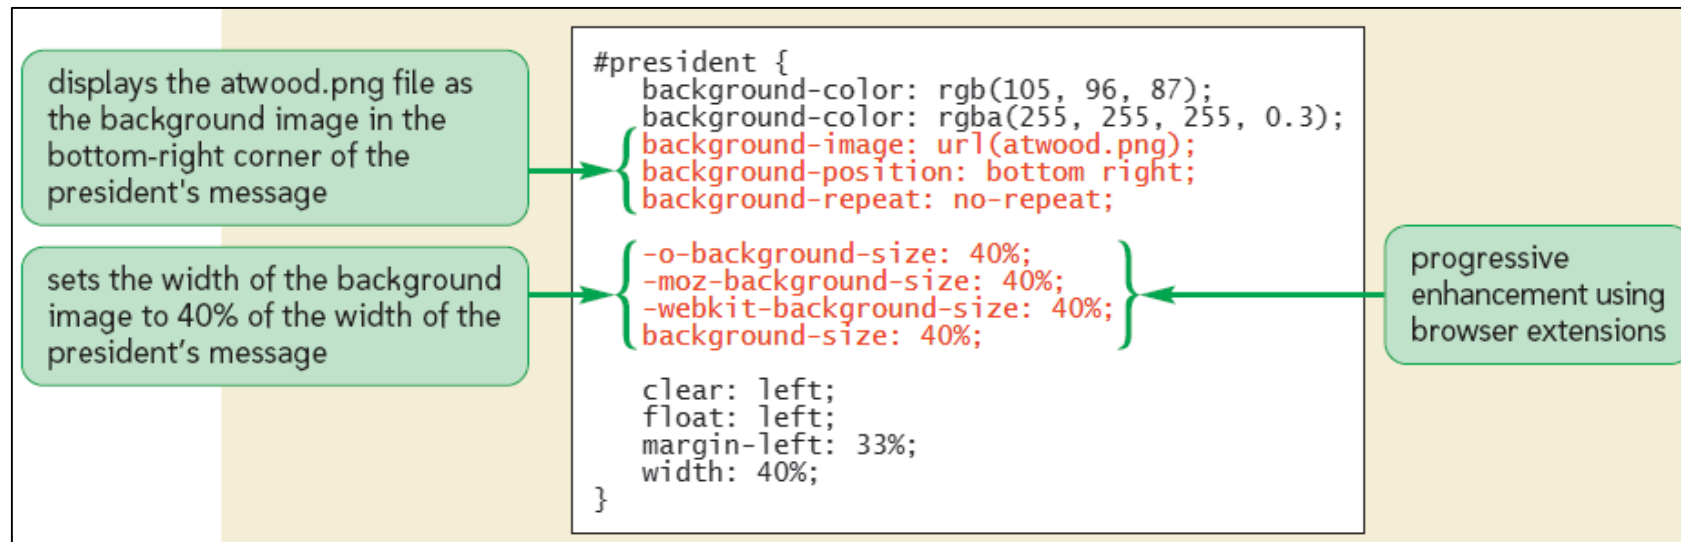 displays the atwood.png file as
the background image in the
bottom-right corner of the
president's message
sets the width of the background
image to 40% of the width of the
president’s message
#president {
background-color: rgb(105, 96, 87);
background-color: rgba(255, 255, 255, 0.3);
background-image: url(atwood.png);
background-position: bottom right;
background-repeat: no-repeat;
-o-background-size: 40%;
-moz-background-size: 40%;
-webkit-background-size: 40%;
background-size: 40%;
clear: left;
float: left;
margin-left: 33%;
width: 40%;
}
progressive
enhancement using
browser extensions